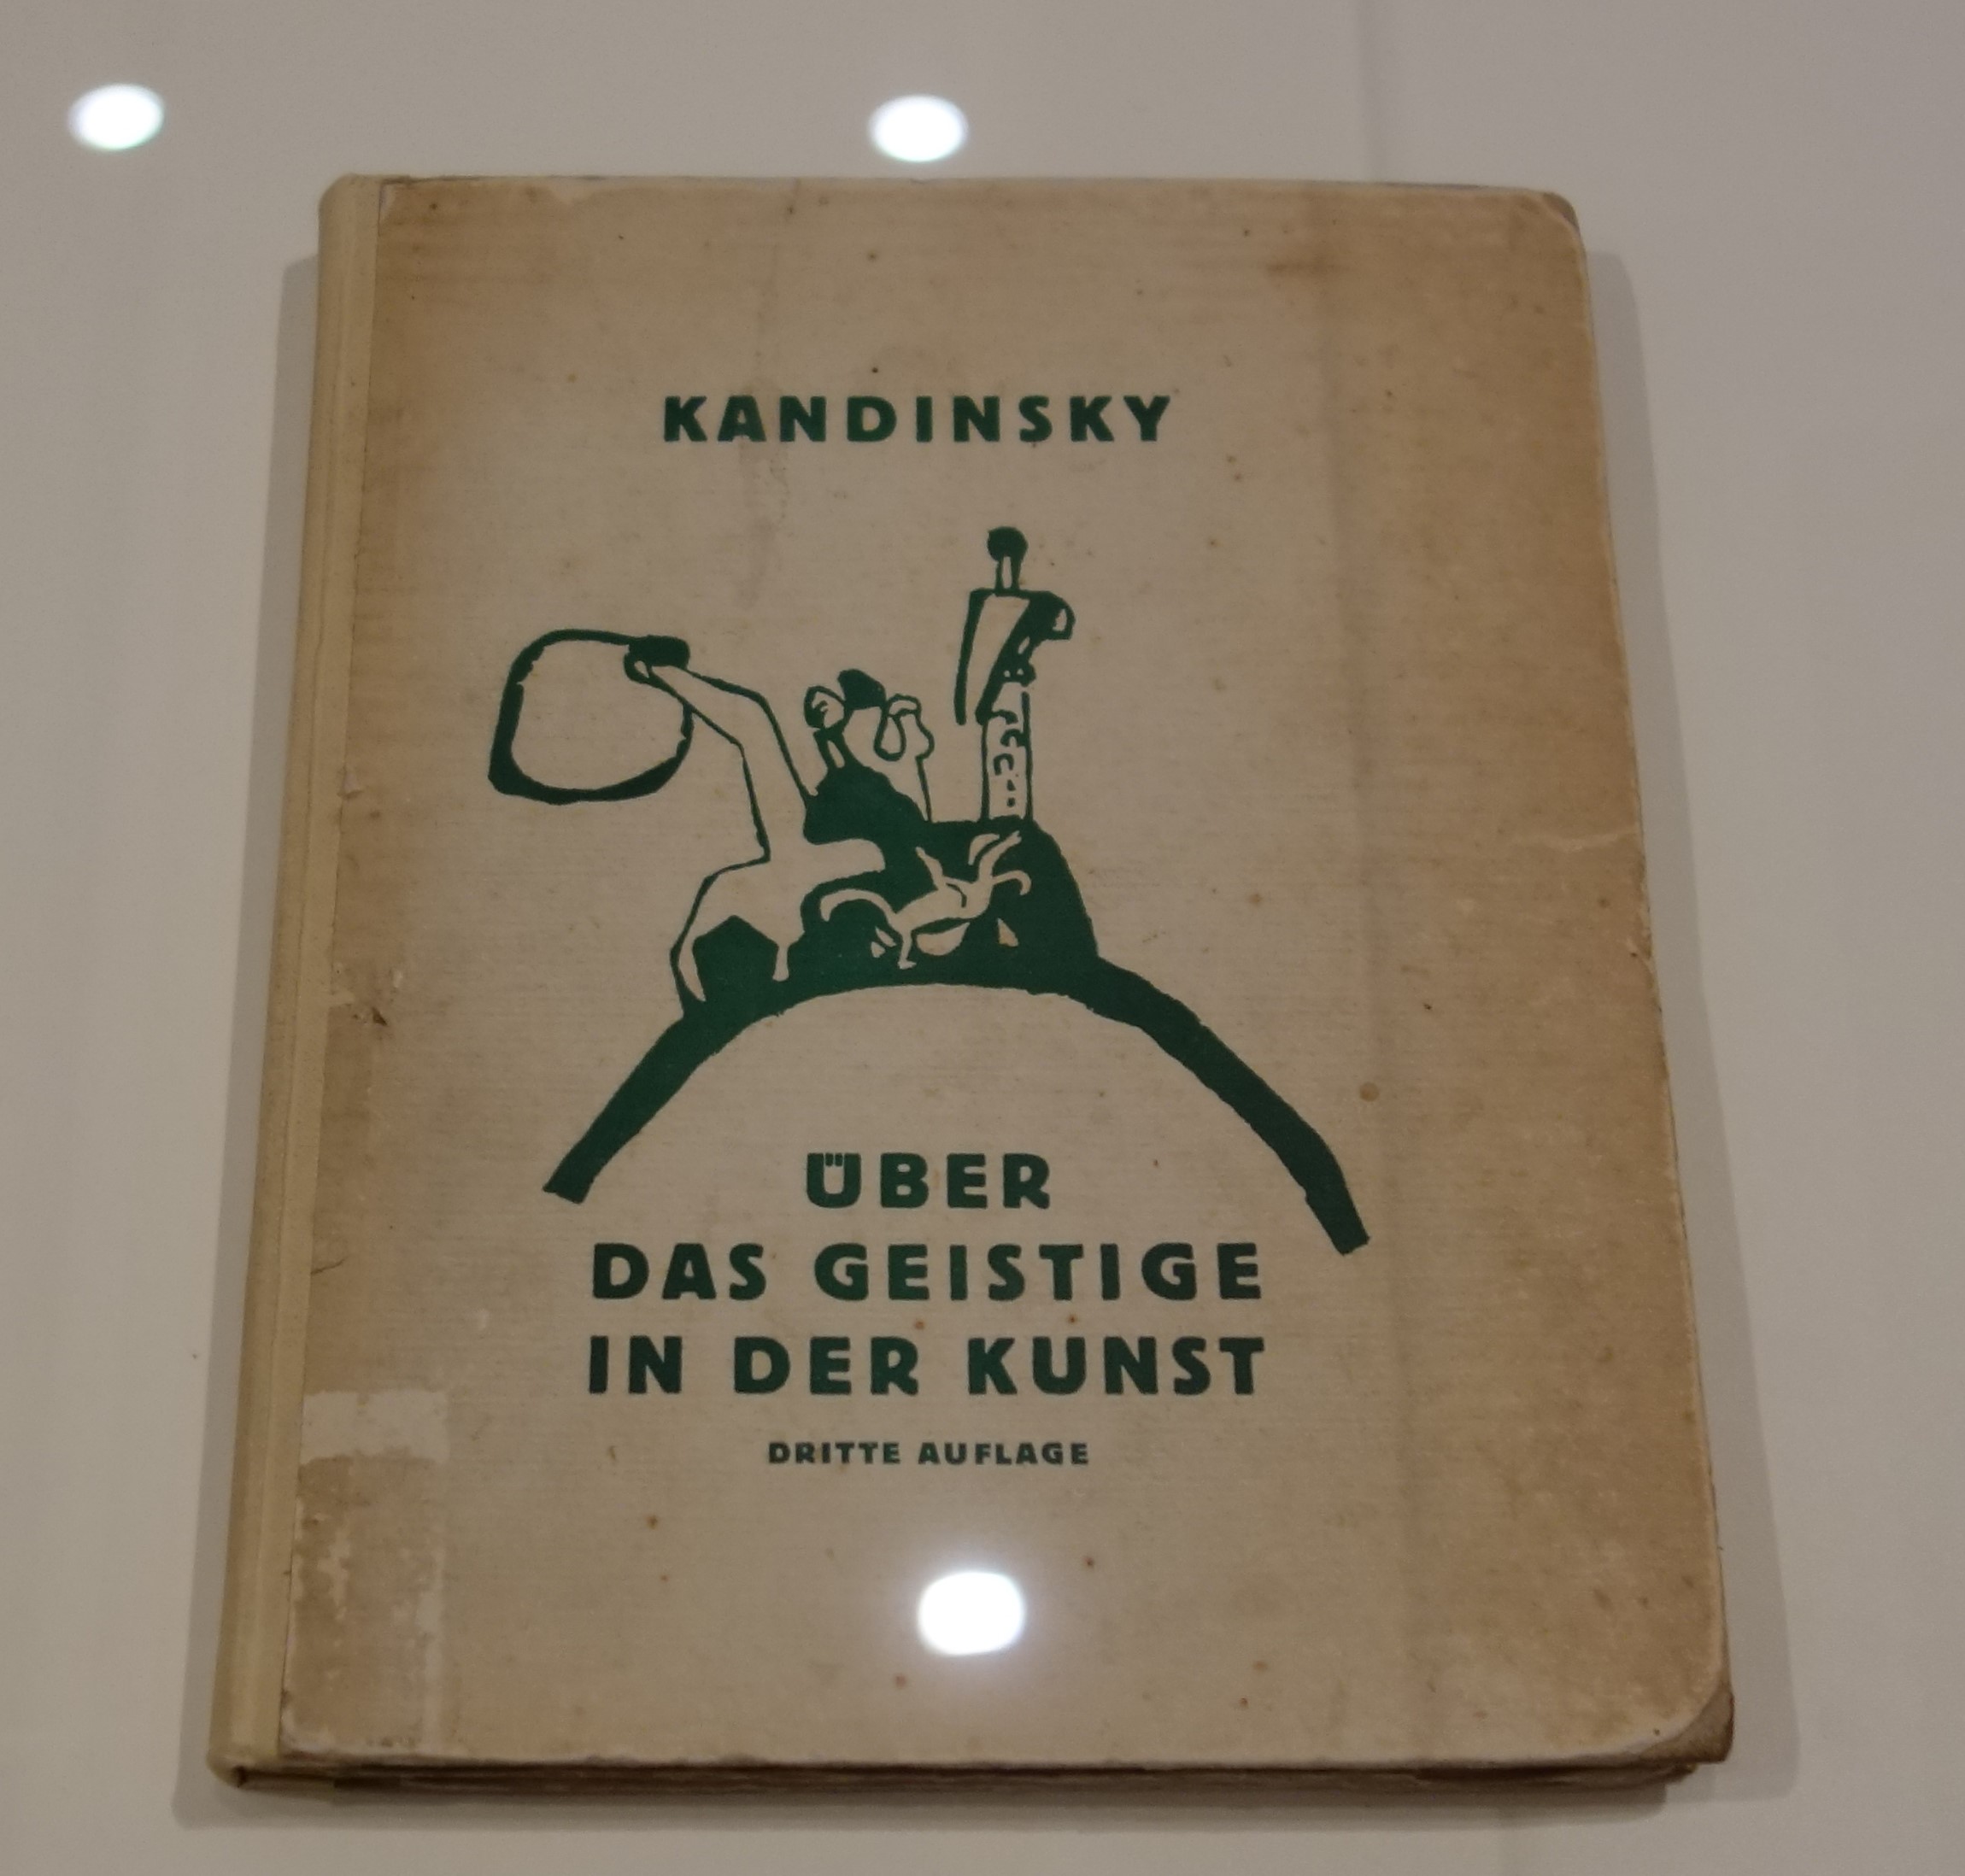 KANDINSKY
ÜBER
DAS GEISTIGE
IN DER KUNST
DRITTE AUFLAGE